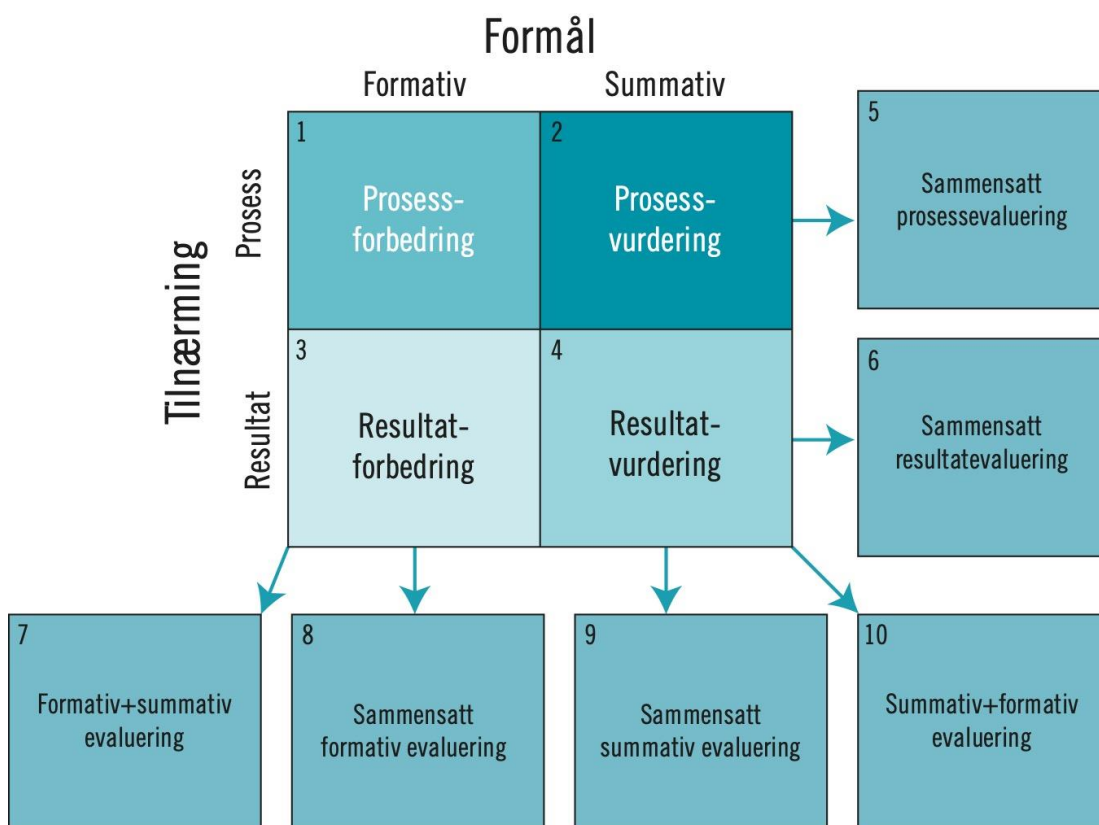 Formål
Formativ
Summativ
Tilnærming
Prosess
Resultat
1
Prosess-
forbedring
2
Prosess-
vurdering
5
Sammensatt
prosessevaluering
3
Resultat-
forbedring
4
Resultat-
vurdering
6
Sammensatt
resultatevaluering
7
Formativ+summativ
evaluering
8
Sammensatt
formativ evaluering
9
Sammensatt
summativ evaluering
10
Summativ+formativ
evaluering